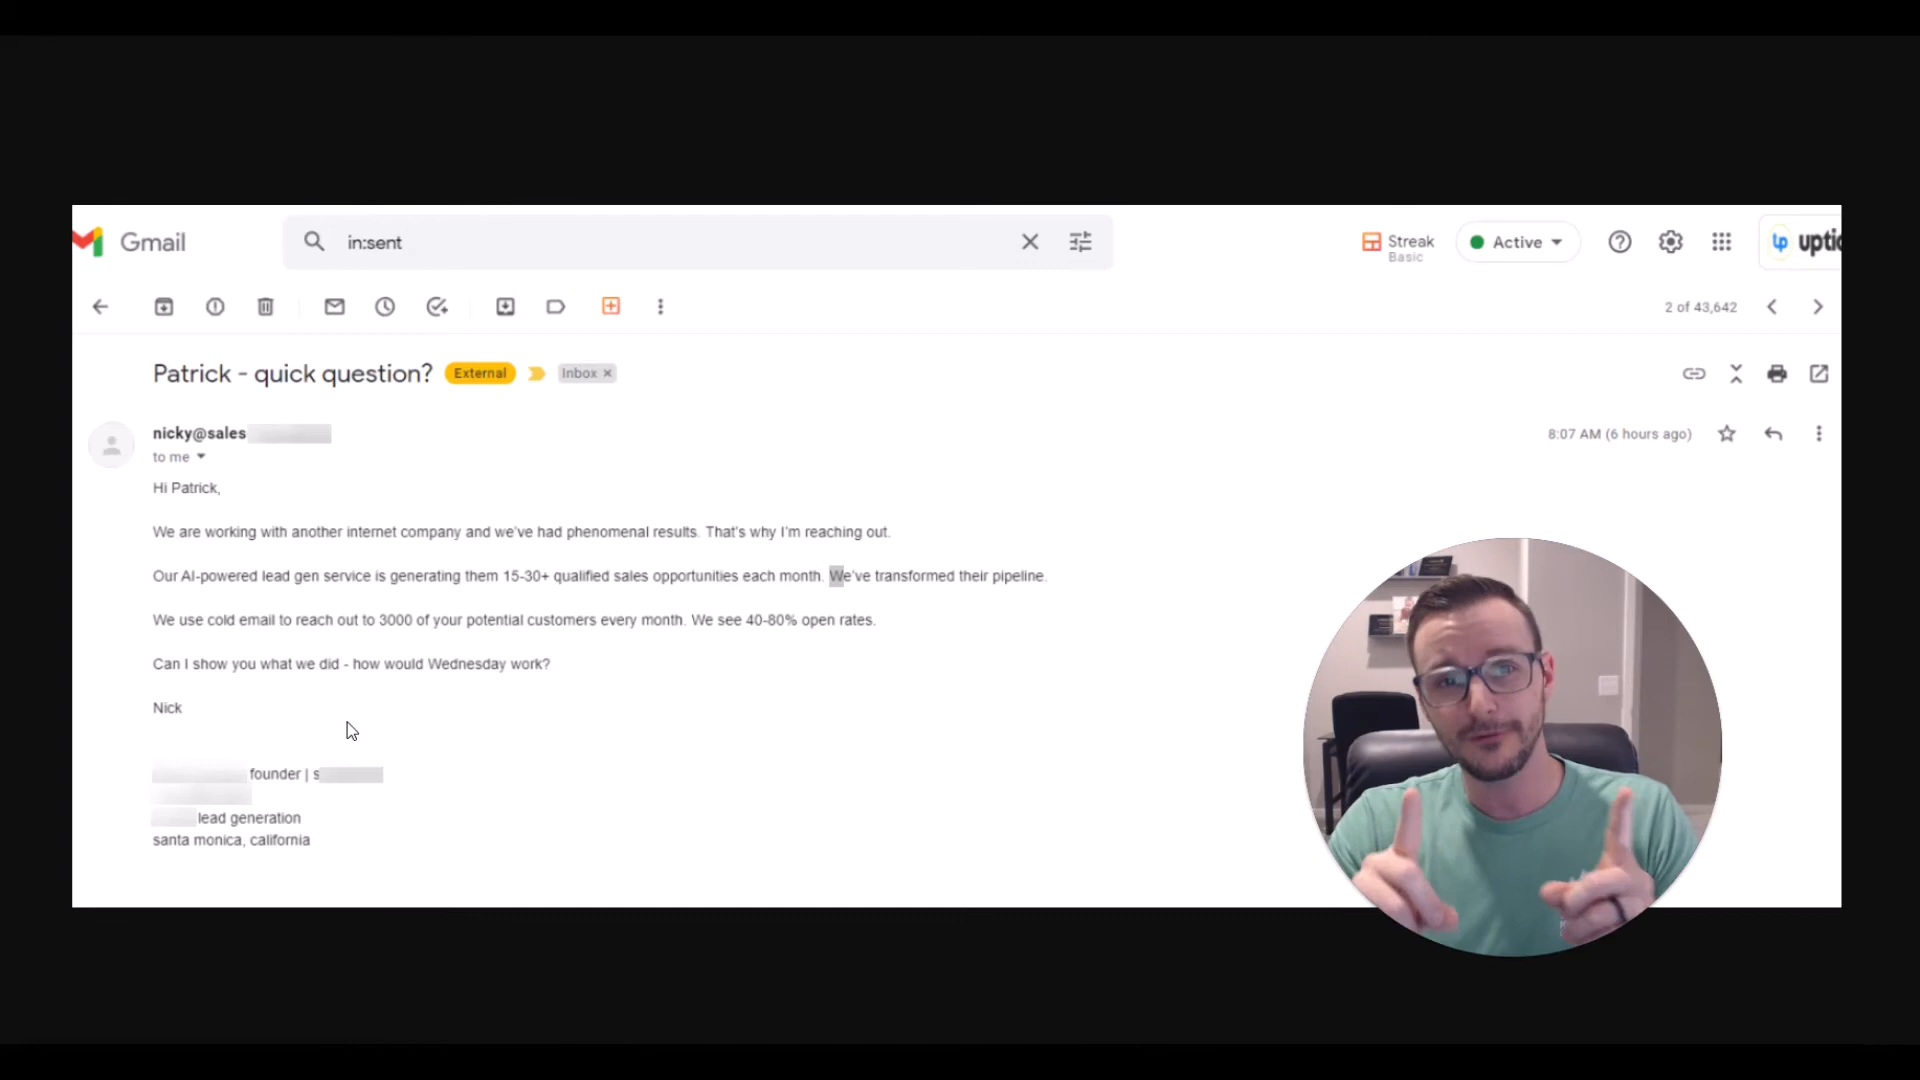 Gmail
in:sent
Streak
Basic
Active
2 of 43,642
Patrick - quick question?
External
Inbox ×
nicky@sales
8:07 AM (6 hours ago)
to me
Hi Patrick,
We are working with another internet company and we've had phenomenal results. That's why I'm reaching out.
Our AI-powered lead gen service is generating them 15-30+ qualified sales opportunities each month. We've transformed their pipeline.
We use cold email to reach out to 3000 of your potential customers every month. We see 40-80% open rates.
Can I show you what we did - how would Wednesday work?
Nick
founder | s
lead generation
santa monica, california